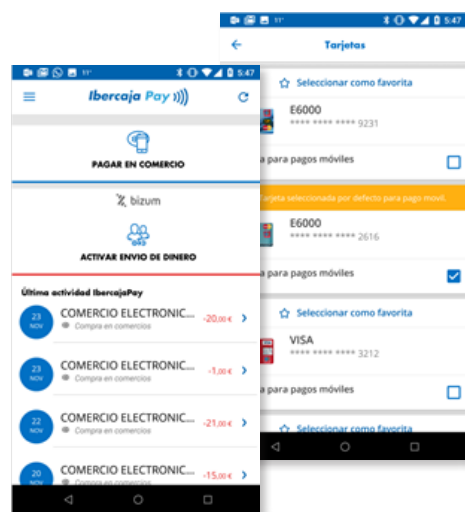 11° 5:47
Tarjetas
Seleccionar como favorita
E6000
**** **** **** 9231
a para pagos móviles
Tarjeta seleccionada por defecto para pago movil.
E6000
**** **** **** 2616
a para pagos móviles
Seleccionar como favorita
VISA
**** **** **** 3212
a para pagos móviles
Seleccionar como favorita
11° 5:47
Ibercaja Pay
PAGAR EN COMERCIO
bizum
ACTIVAR ENVIO DE DINERO
Última actividad IbercajaPay
23 NOV COMERCIO ELECTRONIC... -20,00 €
Compra en comercios
23 NOV COMERCIO ELECTRONIC... -1,00 €
Compra en comercios
22 NOV COMERCIO ELECTRONIC... -21,00 €
Compra en comercios
20 NOV COMERCIO ELECTRONIC... -15,00 €
Compra en comercios